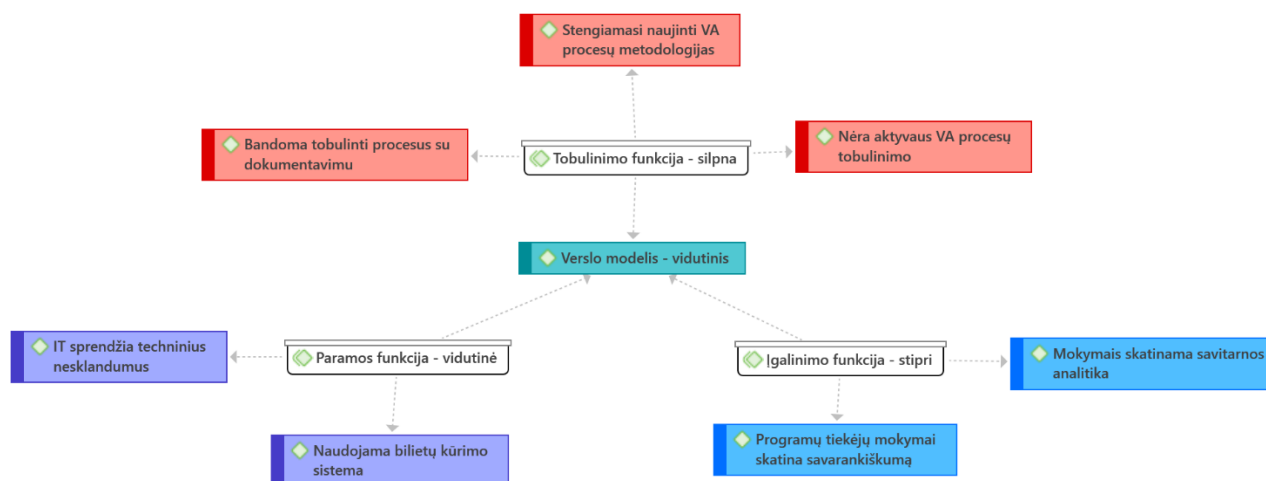 Stengiamasi naujinti VA
procesų metodologijas
Bandoma tobulinti procesus su
dokumentavimu
Tobulinimo funkcija - silpna
Nėra aktyvaus VA procesų
tobulinimo
Verslo modelis - vidutinis
IT sprendžia techninius
nesklandumus
Paramos funkcija - vidutinė
Įgalinimo funkcija - stipri
Mokymais skatinama savitarnos
analitika
Naudojama bilietų kūrimo
sistema
Programų tiekėjų mokymai
skatina savarankiškumą